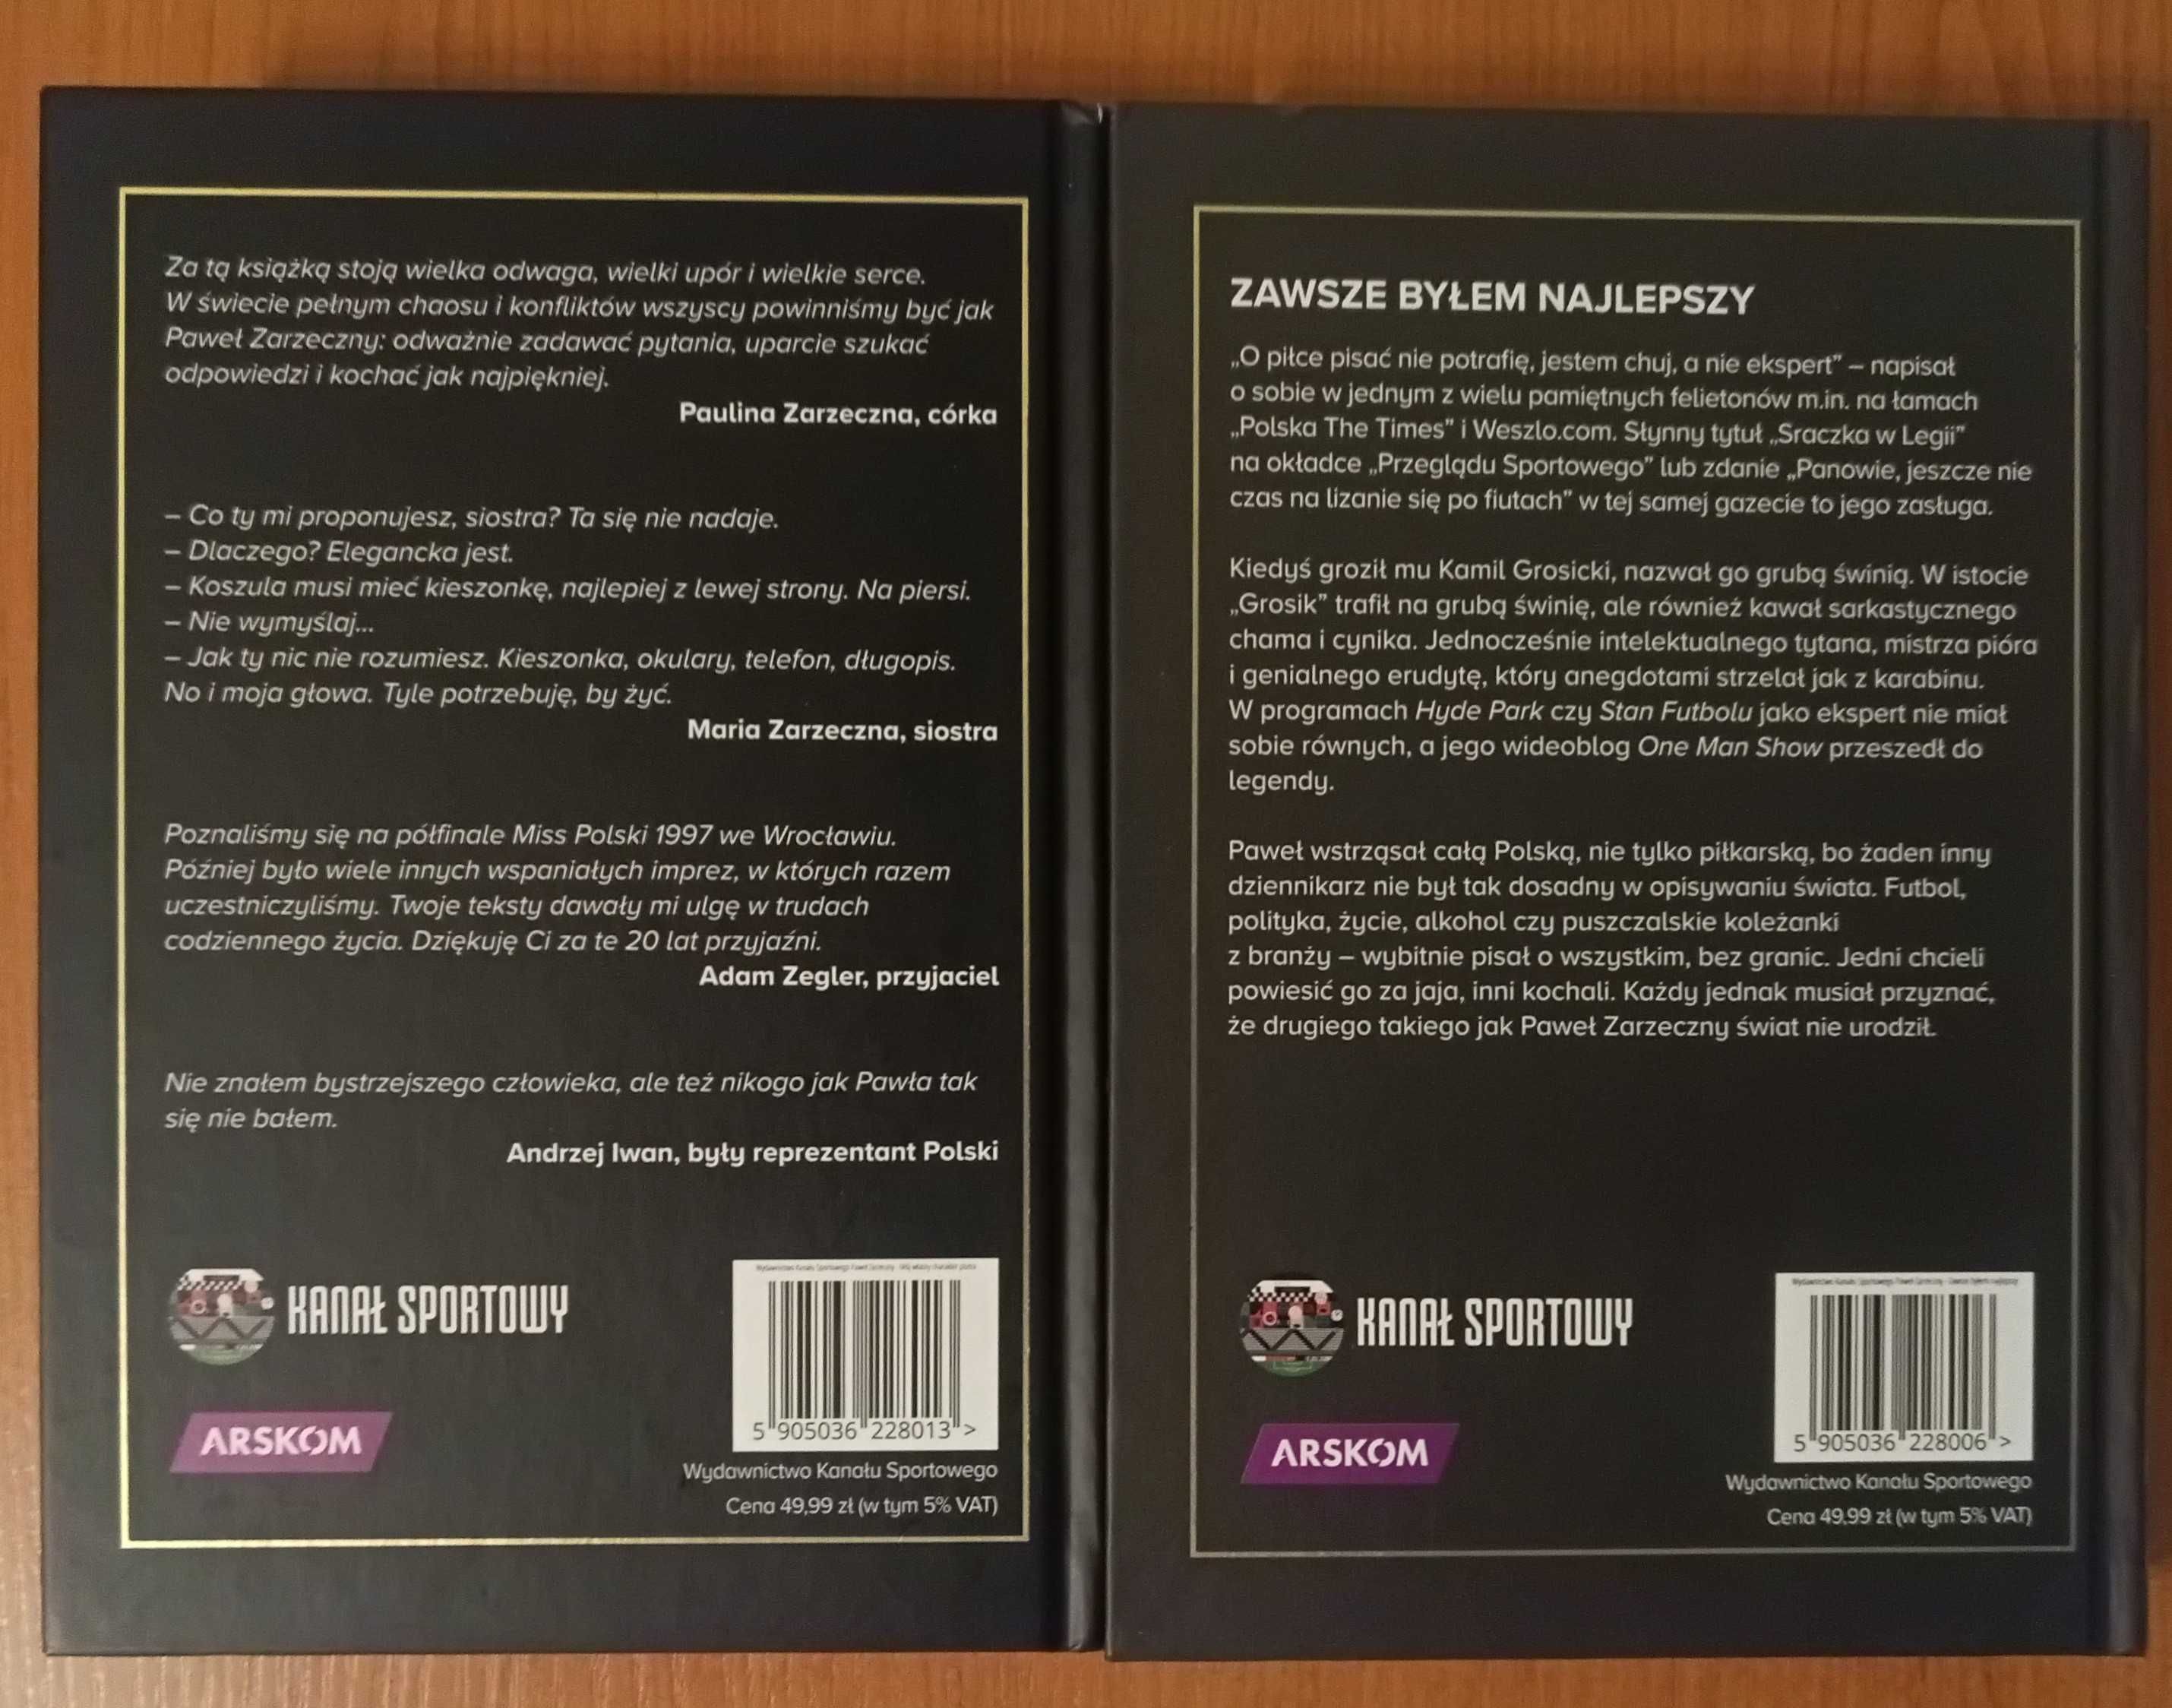 Za tą książką stoją wielka odwaga, wielki upór i wielkie serce.
W świecie pełnym chaosu i konfliktów wszyscy powinniśmy być jak
Paweł Zarzeczny: odważnie zadawać pytania, uparcie szukać
odpowiedzi i kochać jak najpiękniej.
Paulina Zarzeczna, córka
– Co ty mi proponujesz, siostra? Ta się nie nadaje.
– Dlaczego? Elegancka jest.
– Koszula musi mieć kieszonkę, najlepiej z lewej strony. Na piersi.
– Nie wymyślaj...
– Jak ty nic nie rozumiesz. Kieszonka, okulary, telefon, długopis.
No i moja głowa. Tyle potrzebuję, by żyć.
Maria Zarzeczna, siostra
Poznaliśmy się na półfinale Miss Polski 1997 we Wrocławiu.
Później było wiele innych wspaniałych imprez, w których razem
uczestniczyliśmy. Twoje teksty dawały mi ulgę w trudach
codziennego życia. Dziękuję Ci za te 20 lat przyjaźni.
Adam Zegler, przyjaciel
Nie znałem bystrzejszego człowieka, ale też nikogo jak Pawła tak
się nie bałem.
Andrzej Iwan, były reprezentant Polski
KANAŁ SPORTOWY
ARSKOM
5 905036 228013 >
Wydawnictwo Kanału Sportowego
Cena 49,99 zł (w tym 5% VAT)
ZAWSZE BYŁEM NAJLEPSZY
„O piłce pisać nie potrafię, jestem chuj, a nie ekspert” – napisał
o sobie w jednym z wielu pamiętnych felietonów m.in. na łamach
„Polska The Times” i Weszlo.com. Słynny tytuł „Sraczka w Legii”
na okładce „Przeglądu Sportowego” lub zdanie „Panowie, jeszcze nie
czas na lizanie się po fiutach” w tej samej gazecie to jego zasługa.
Kiedyś groził mu Kamil Grosicki, nazwał go grubą świnią. W istocie
„Grosik” trafił na grubą świnię, ale również kawał sarkastycznego
chama i cynika. Jednocześnie intelektualnego tytana, mistrza pióra
i genialnego erudytę, który anegdotami strzelał jak z karabinu.
W programach Hyde Park czy Stan Futbolu jako ekspert nie miał
sobie równych, a jego wideoblog One Man Show przeszedł do
legendy.
Paweł wstrząsał całą Polską, nie tylko piłkarską, bo żaden inny
dziennikarz nie był tak dosadny w opisywaniu świata. Futbol,
polityka, życie, alkohol czy puszczalskie koleżanki
z branży – wybitnie pisał o wszystkim, bez granic. Jedni chcieli
powiesić go za jaja, inni kochali. Każdy jednak musiał przyznać,
że drugiego takiego jak Paweł Zarzeczny świat nie urodził.
KANAŁ SPORTOWY
ARSKOM
5 905036 228006 >
Wydawnictwo Kanału Sportowego
Cena 49,99 zł (w tym 5% VAT)